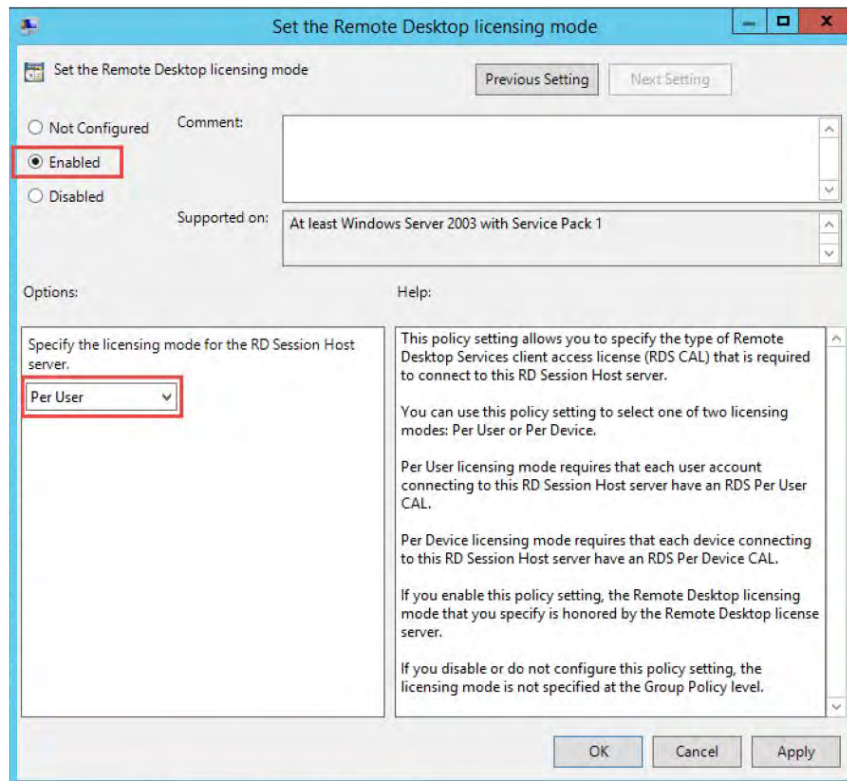 Set the Remote Desktop licensing mode
Set the Remote Desktop licensing mode
Previous Setting
Next Setting
Not Configured
Comment:
Enabled
Disabled
Supported on:
At least Windows Server 2003 with Service Pack 1
Options:
Help:
Specify the licensing mode for the RD Session Host
server.
Per User
This policy setting allows you to specify the type of Remote
Desktop Services client access license (RDS CAL) that is required
to connect to this RD Session Host server.
You can use this policy setting to select one of two licensing
modes: Per User or Per Device.
Per User licensing mode requires that each user account
connecting to this RD Session Host server have an RDS Per User
CAL.
Per Device licensing mode requires that each device connecting
to this RD Session Host server have an RDS Per Device CAL.
If you enable this policy setting, the Remote Desktop licensing
mode that you specify is honored by the Remote Desktop license
server.
If you disable or do not configure this policy setting, the
licensing mode is not specified at the Group Policy level.
OK
Cancel
Apply